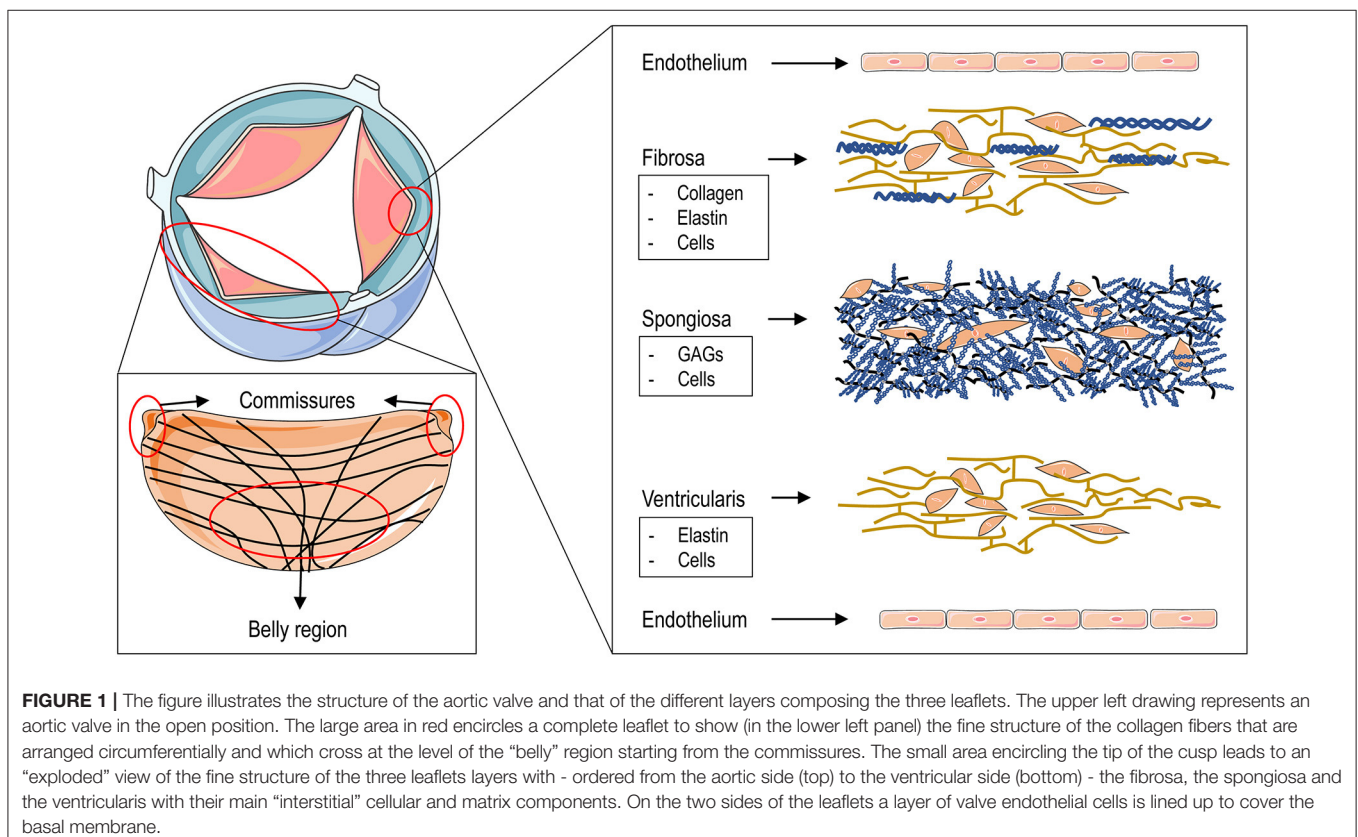 Endothelium
Fibrosa
- Collagen
- Elastin
- Cells
Spongiosa
- GAGs
- Cells
Ventricularis
- Elastin
- Cells
Endothelium
Commissures
Belly region
FIGURE 1 | The figure illustrates the structure of the aortic valve and that of the different layers composing the three leaflets. The upper left drawing represents an
aortic valve in the open position. The large area in red encircles a complete leaflet to show (in the lower left panel) the fine structure of the collagen fibers that are
arranged circumferentially and which cross at the level of the “belly” region starting from the commissures. The small area encircling the tip of the cusp leads to an
“exploded” view of the fine structure of the three leaflets layers with - ordered from the aortic side (top) to the ventricular side (bottom) - the fibrosa, the spongiosa and
the ventricularis with their main “interstitial” cellular and matrix components. On the two sides of the leaflets a layer of valve endothelial cells is lined up to cover the
basal membrane.